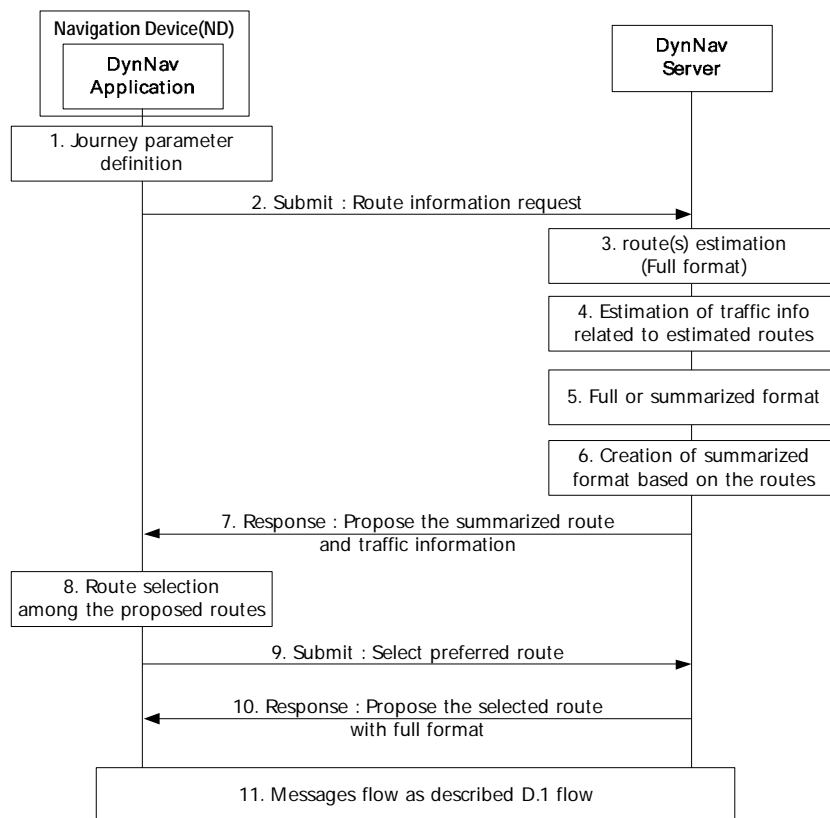 Navigation Device(ND)
DynNav
Application
DynNav
Server
1. Journey parameter
definition
2. Submit : Route information request
3. route(s) estimation
(Full format)
4. Estimation of traffic info
related to estimated routes
5. Full or summarized format
6. Creation of summarized
format based on the routes
7. Response : Propose the summarized route
and traffic information
8. Route selection
among the proposed routes
9. Submit : Select preferred route
10. Response : Propose the selected route
with full format
11. Messages flow as described D.1 flow